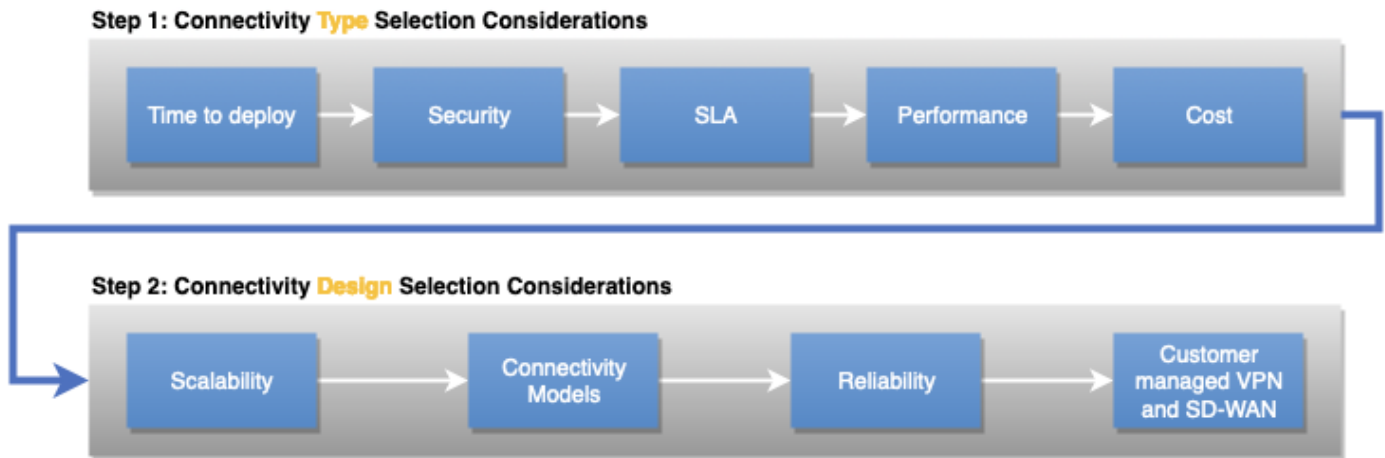 Step 1: Connectivity Type Selection Considerations
Time to deploy
Security
SLA
Performance
Cost
Step 2: Connectivity Design Selection Considerations
Scalability
Connectivity
Models
Reliability
Customer
managed VPN
and SD-WAN